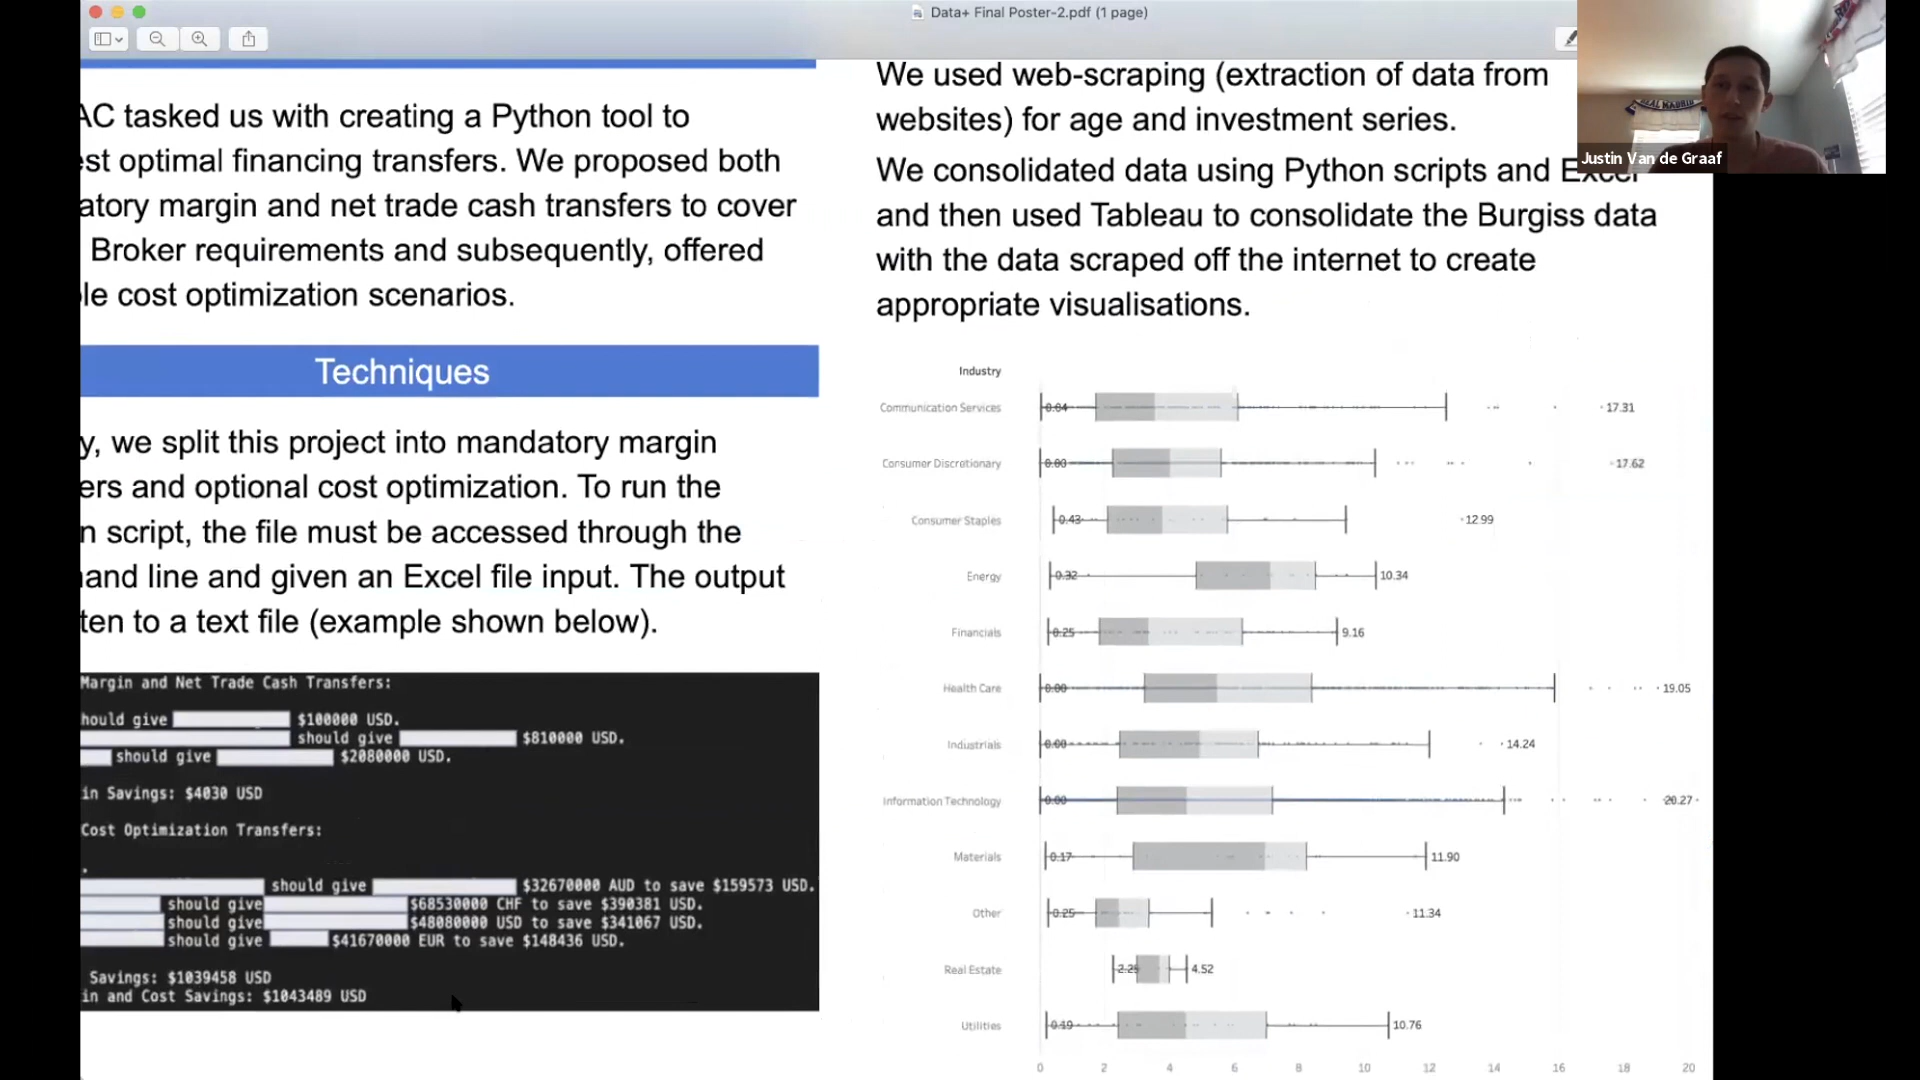 Data+ Final Poster-2.pdf (1 page)
AC tasked us with creating a Python tool to
est optimal financing transfers. We proposed both
atory margin and net trade cash transfers to cover
Broker requirements and subsequently, offered
le cost optimization scenarios.
Techniques
y, we split this project into mandatory margin
ers and optional cost optimization. To run the
n script, the file must be accessed through the
and line and given an Excel file input. The output
ten to a text file (example shown below).
Margin and Net Trade Cash Transfers:
hould give $100000 USD.
should give $810000 USD.
should give $2080000 USD.
in Savings: $4030 USD
Cost Optimization Transfers:
.
should give $32670000 AUD to save $159573 USD.
should give $68530000 CHF to save $390381 USD.
should give $48080000 USD to save $341067 USD.
should give $41670000 EUR to save $148436 USD.
Savings: $1039458 USD
in and Cost Savings: $1043489 USD
We used web-scraping (extraction of data from
websites) for age and investment series.
We consolidated data using Python scripts and Excel
and then used Tableau to consolidate the Burgiss data
with the data scraped off the internet to create
appropriate visualisations.
Industry
Communication Services 0.04 17.31
Consumer Discretionary 0.00 17.62
Consumer Staples 0.43 12.99
Energy 0.32 10.34
Financials 0.25 9.16
Health Care 0.00 19.05
Industrials 0.00 14.24
Information Technology 0.00 20.27
Materials 0.17 11.90
Other 0.25 11.34
Real Estate 2.25 4.52
Utilities 0.19 10.76
0 2 4 6 8 10 12 14 16 18 20
REAL MADRID
Justin Van de Graaf